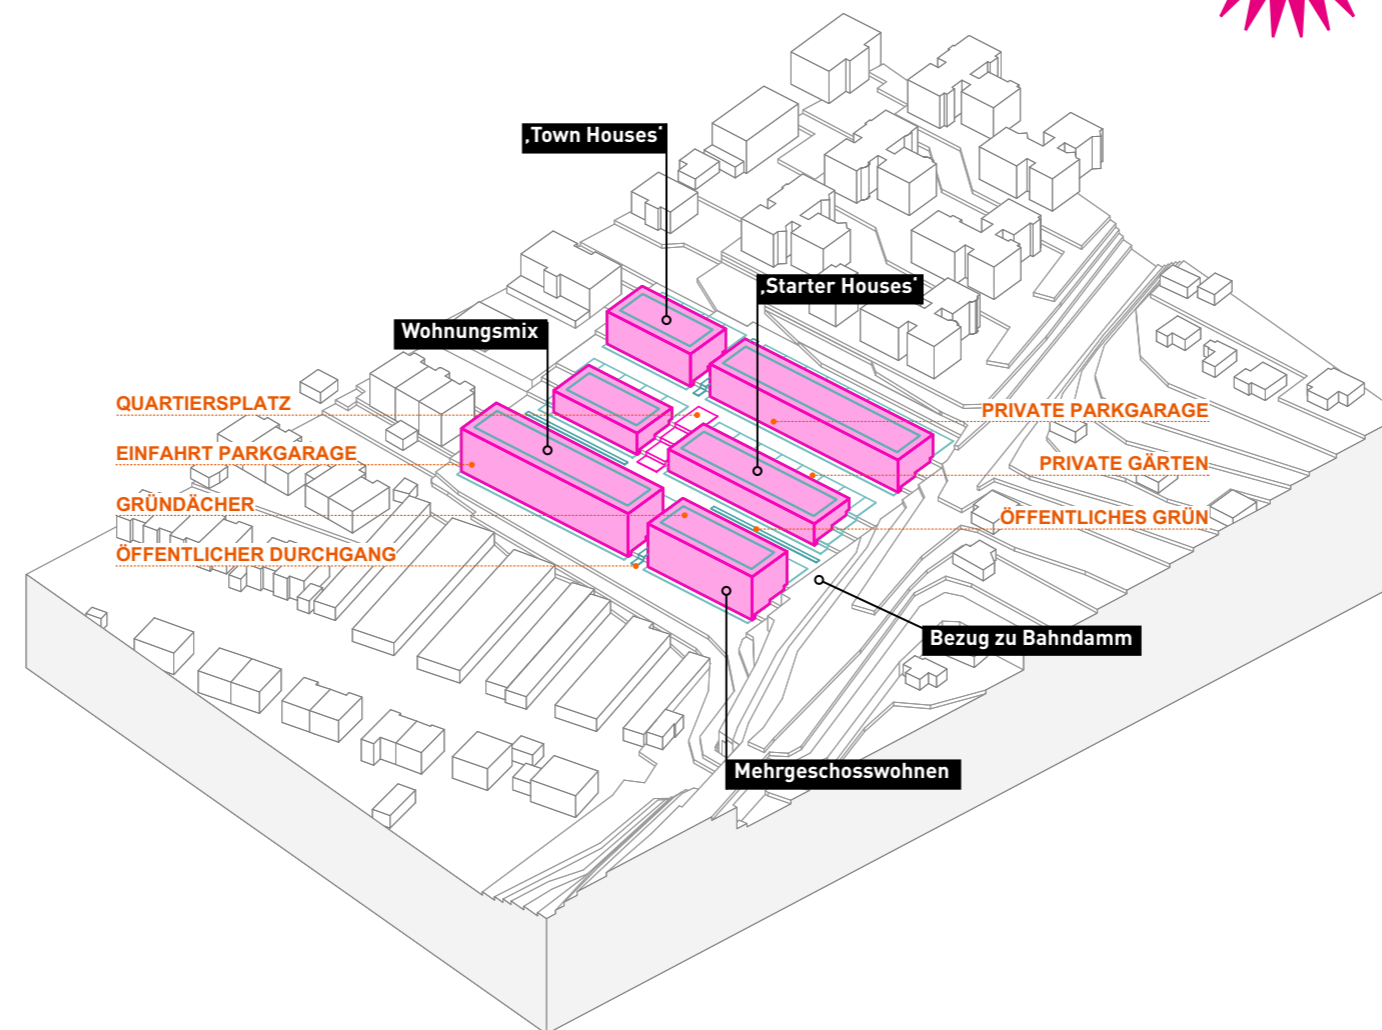 ‚Town Houses‘
‚Starter Houses‘
Wohnungsmix
QUARTIERSPLATZ
PRIVATE PARKGARAGE
EINFAHRT PARKGARAGE
PRIVATE GÄRTEN
GRÜNDÄCHER
ÖFFENTLICHES GRÜN
ÖFFENTLICHER DURCHGANG
Bezug zu Bahndamm
Mehrgeschosswohnen